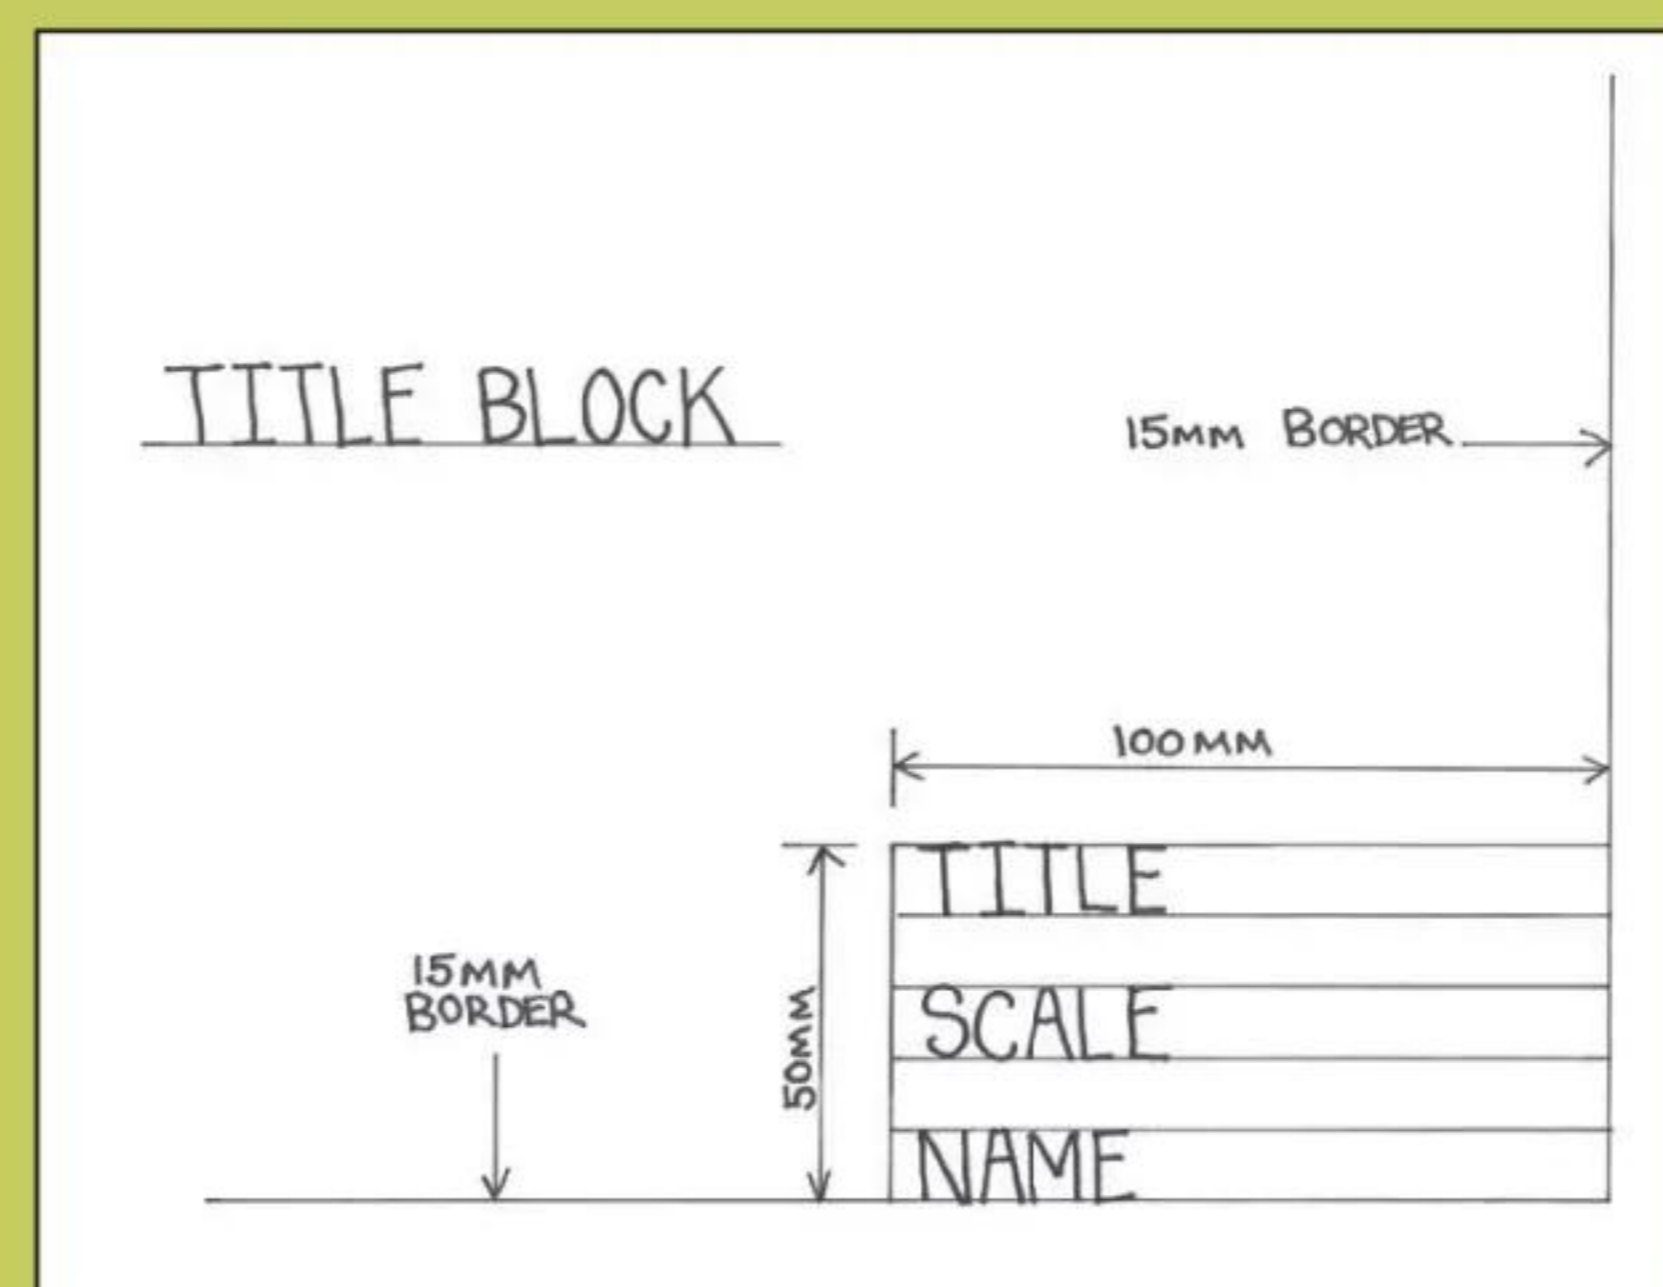 TITLE BLOCK
15MM BORDER
100MM
TITLE
15MM
BORDER
SCALE
50MM
NAME